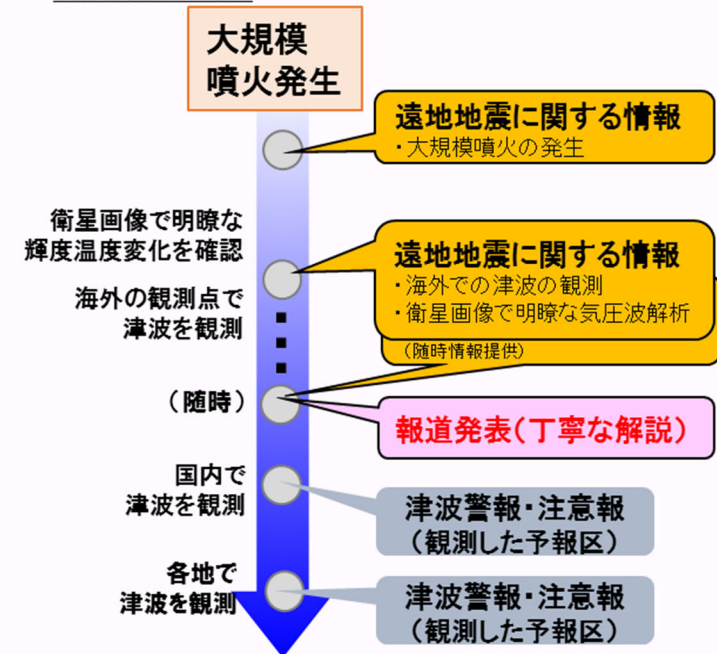 大規模
噴火発生
遠地地震に関する情報
・大規模噴火の発生
衛星画像で明瞭な
輝度温度変化を確認
遠地地震に関する情報
・海外での津波の観測
・衛星画像で明瞭な気圧波解析
（随時情報提供）
海外の観測点で
津波を観測
（随時）
報道発表（丁寧な解説）
国内で
津波を観測
津波警報・注意報
（観測した予報区）
各地で
津波を観測
津波警報・注意報
（観測した予報区）